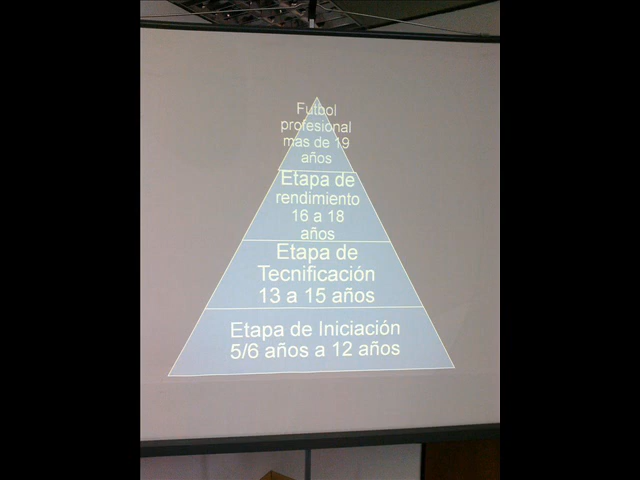 Futbol
profesional
mas de 19
años
Etapa de
rendimiento
16 a 18
años
Etapa de
Tecnificación
13 a 15 años
Etapa de Iniciación
5/6 años a 12 años